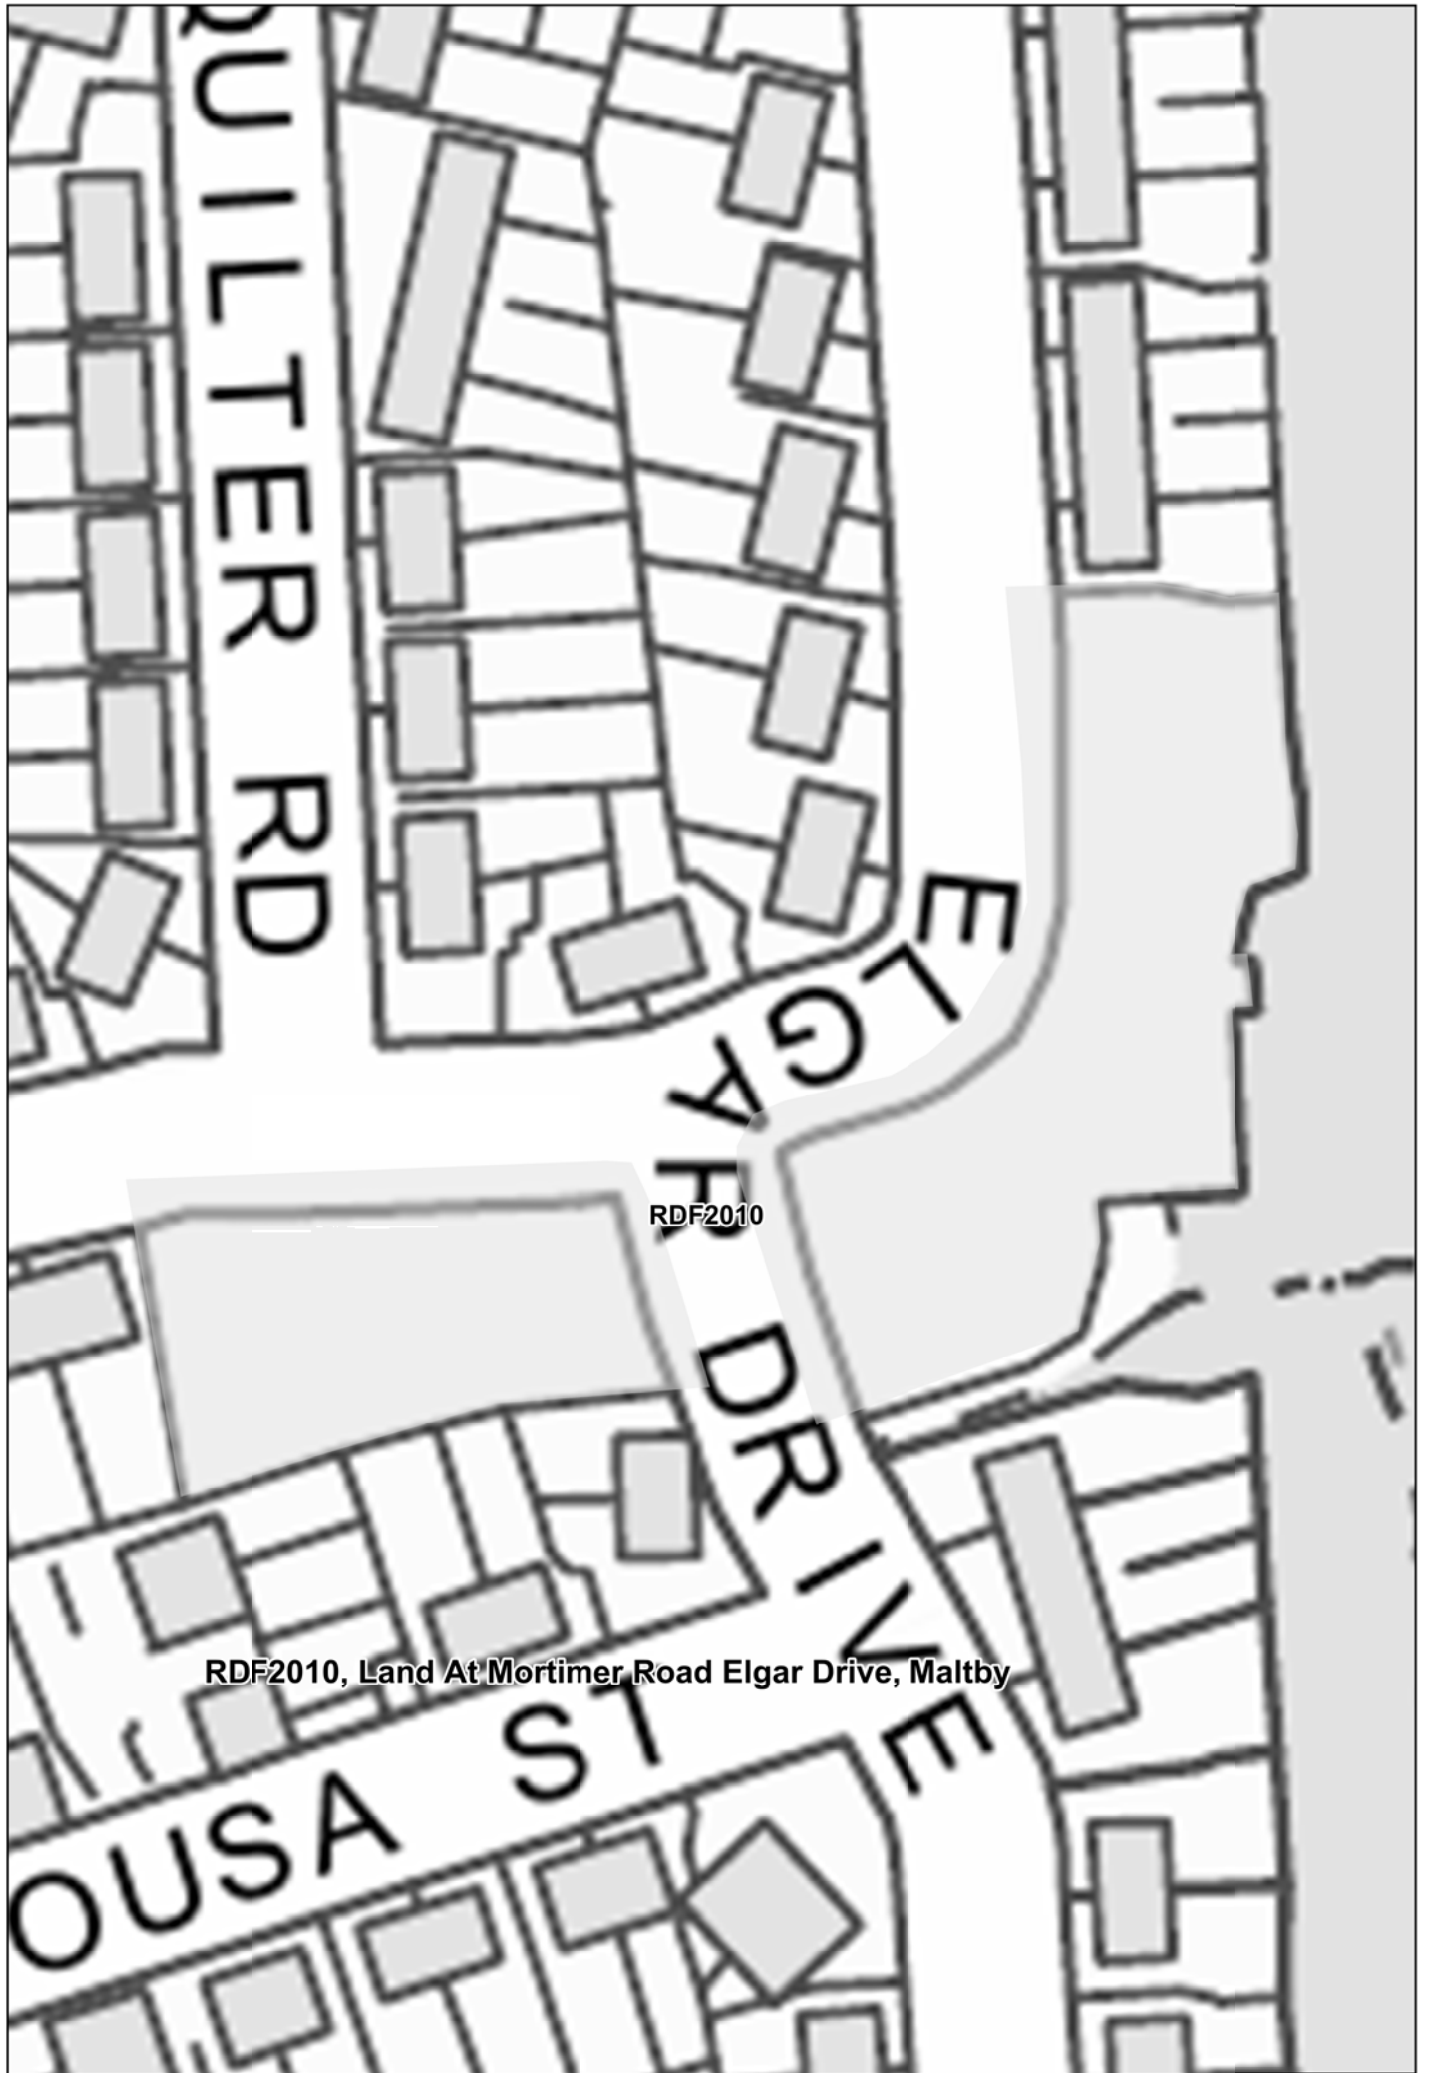 QUILTER RD
ELGAR DRIVE
RDF2010
RDF2010, Land At Mortimer Road Elgar Drive, Maltby
OUSA ST